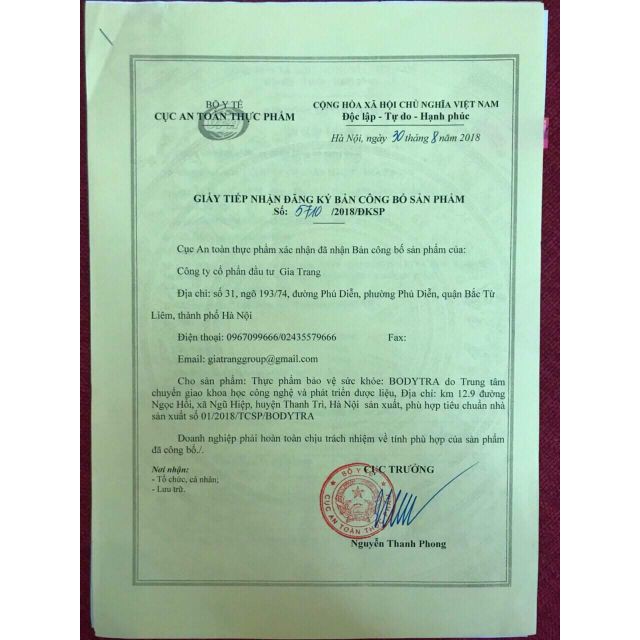 BỘ Y TẾ
CỤC AN TOÀN THỰC PHẨM
CỘNG HÒA XÃ HỘI CHỦ NGHĨA VIỆT NAM
Độc lập - Tự do - Hạnh phúc
Hà Nội, ngày 30 tháng 8 năm 2018
GIẤY TIẾP NHẬN ĐĂNG KÝ BẢN CÔNG BỐ SẢN PHẨM
Số: 5710 /2018/ĐKSP
Cục An toàn thực phẩm xác nhận đã nhận Bản công bố sản phẩm của:
Công ty cổ phần đầu tư Gia Trang
Địa chỉ: số 31, ngõ 193/74, đường Phú Diễn, phường Phú Diễn, quận Bắc Từ
Liêm, thành phố Hà Nội
Điện thoại: 0967099666/02435579666 Fax:
Email: giatranggroup@gmail.com
Cho sản phẩm: Thực phẩm bảo vệ sức khỏe: BODYTRA do Trung tâm
chuyển giao khoa học công nghệ và phát triển dược liệu, Địa chỉ: km 12.9 đường
Ngọc Hồi, xã Ngũ Hiệp, huyện Thanh Trì, Hà Nội sản xuất, phù hợp tiêu chuẩn nhà
sản xuất số 01/2018/TCSP/BODYTRA
Doanh nghiệp phải hoàn toàn chịu trách nhiệm về tính phù hợp của sản phẩm
đã công bố./.
Nơi nhận:
- Tổ chức, cá nhân;
- Lưu trữ.
CỤC TRƯỞNG
BỘ Y TẾ
CỤC AN TOÀN THỰC PHẨM
Nguyễn Thanh Phong